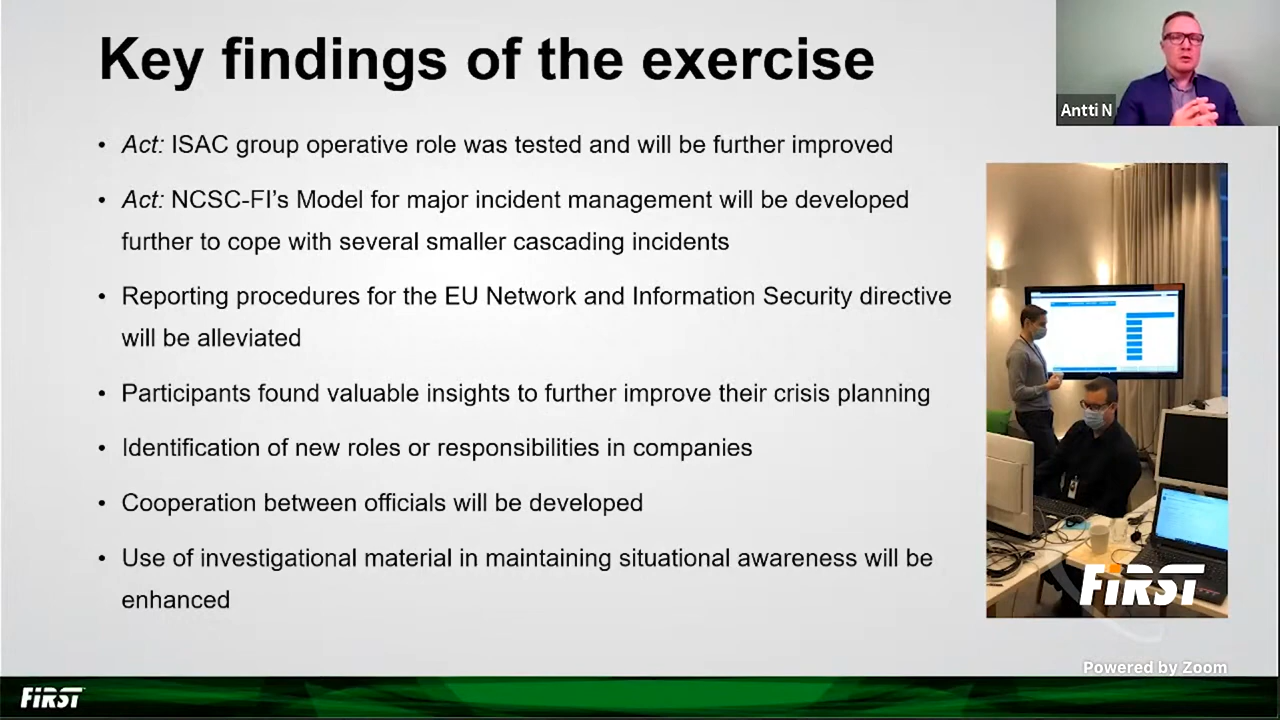 Key findings of the exercise
Antti N
• Act: ISAC group operative role was tested and will be further improved
• Act: NCSC-FI’s Model for major incident management will be developed
further to cope with several smaller cascading incidents
• Reporting procedures for the EU Network and Information Security directive
will be alleviated
• Participants found valuable insights to further improve their crisis planning
• Identification of new roles or responsibilities in companies
• Cooperation between officials will be developed
• Use of investigational material in maintaining situational awareness will be
enhanced
FiRST
Powered by Zoom
FiRST